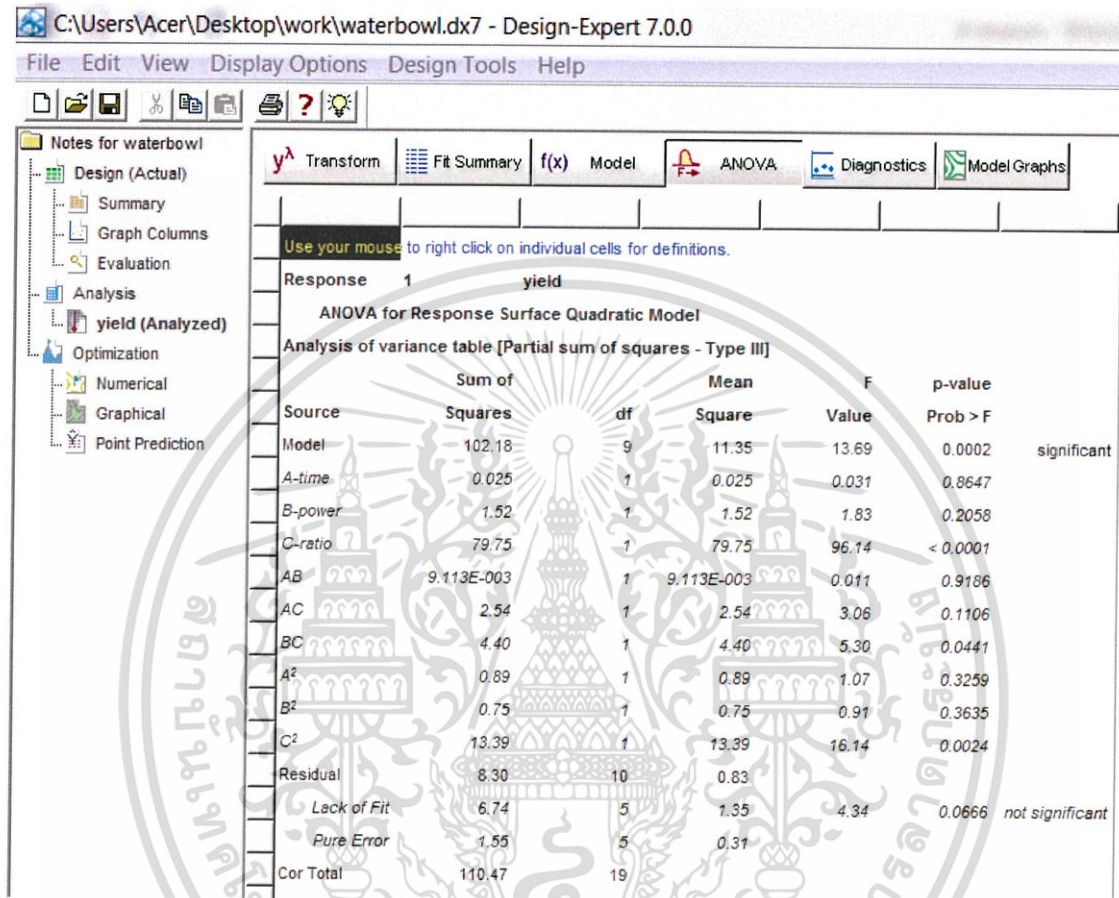 C:\Users\Acer\Desktop\work\waterbowl.dx7 - Design-Expert 7.0.0
File Edit View Display Options Design Tools Help
Notes for waterbowl
Design (Actual)
Summary
Graph Columns
Evaluation
Analysis
yield (Analyzed)
Optimization
Numerical
Graphical
Point Prediction
yλ Transform Fit Summary f(x) Model ANOVA Diagnostics Model Graphs
Use your mouse to right click on individual cells for definitions.
Response 1 yield
ANOVA for Response Surface Quadratic Model
Analysis of variance table [Partial sum of squares - Type III]
Sum of Mean F p-value
Source Squares df Square Value Prob > F
Model 102.18 9 11.35 13.69 0.0002 significant
A-time 0.025 1 0.025 0.031 0.8647
B-power 1.52 1 1.52 1.83 0.2058
C-ratio 79.75 1 79.75 96.14 < 0.0001
AB 9.113E-003 1 9.113E-003 0.011 0.9186
AC 2.54 1 2.54 3.06 0.1106
BC 4.40 1 4.40 5.30 0.0441
A² 0.89 1 0.89 1.07 0.3259
B² 0.75 1 0.75 0.91 0.3635
C² 13.39 1 13.39 16.14 0.0024
Residual 8.30 10 0.83
Lack of Fit 6.74 5 1.35 4.34 0.0666 not significant
Pure Error 1.55 5 0.31
Cor Total 110.47 19